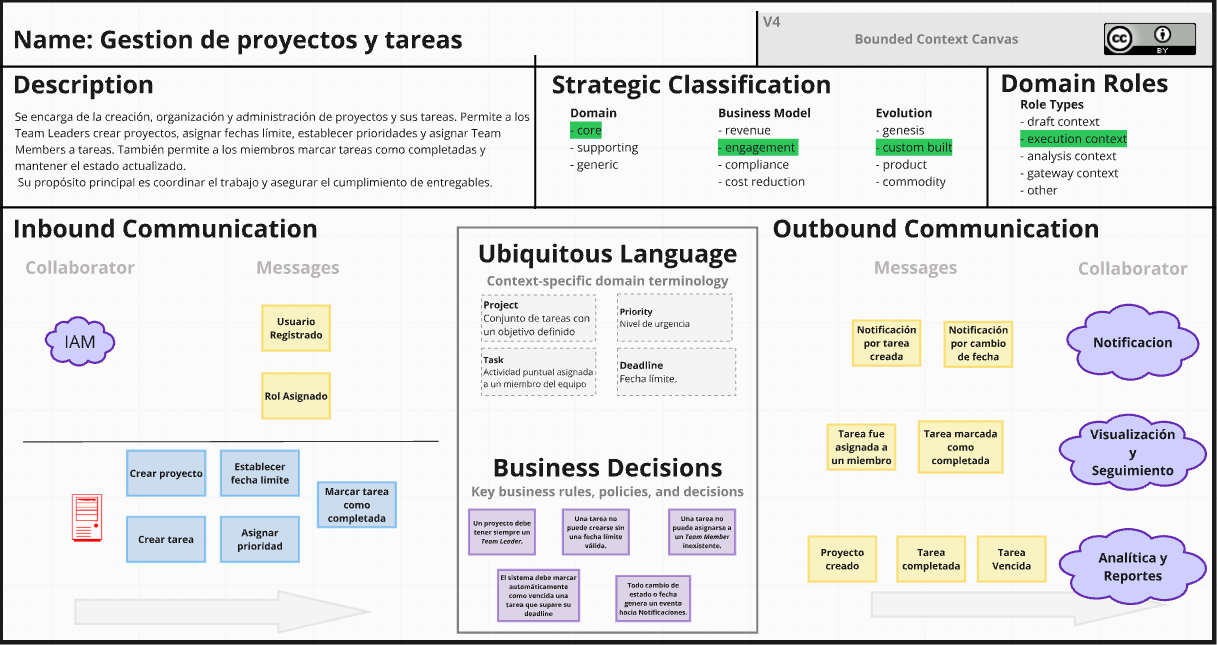 Name: Gestion de proyectos y tareas
V4
Bounded Context Canvas
cc
BY
Description
Se encarga de la creación, organización y administración de proyectos y sus tareas. Permite a los
Team Leaders crear proyectos, asignar fechas límite, establecer prioridades y asignar Team
Members a tareas. También permite a los miembros marcar tareas como completadas y
mantener el estado actualizado.
Su propósito principal es coordinar el trabajo y asegurar el cumplimiento de entregables.
Strategic Classification
Domain
- core
- supporting
- generic
Business Model
- revenue
- engagement
- compliance
- cost reduction
Evolution
- genesis
- custom built
- product
- commodity
Domain Roles
Role Types
- draft context
- execution context
- analysis context
- gateway context
- other
Inbound Communication
Collaborator
Messages
IAM
Usuario
Registrado
Rol Asignado
Crear proyecto
Establecer
fecha limite
Marcar tarea
como
completada
Crear tarea
Asignar
prioridad
Ubiquitous Language
Context-specific domain terminology
Project
Conjunto de tareas con
un objetivo definido
Priority
Nivel de urgencia
Task
Actividad puntual asignada
a un miembro del equipo
Deadline
Fecha límite.
Business Decisions
Key business rules, policies, and decisions
Un proyecto debe
tener siempre un
Team Leader.
Una tarea no
puede crearse sin
una fecha límite
válida.
Una tarea no
puede asignarse a
un Team Member
inexistente.
El sistema debe marcar
automáticamente
como vencida una
tarea que supere su
deadline
Todo cambio de
estado o fecha
genera un evento
hacia Notificaciones.
Outbound Communication
Messages
Collaborator
Notificación
por tarea
creada
Notificación
por cambio
de fecha
Notificacion
Tarea fue
asignada a
un miembro
Tarea marcada
como
completada
Visualización
y
Seguimiento
Proyecto
creado
Tarea
completada
Tarea
Vencida
Analítica y
Reportes